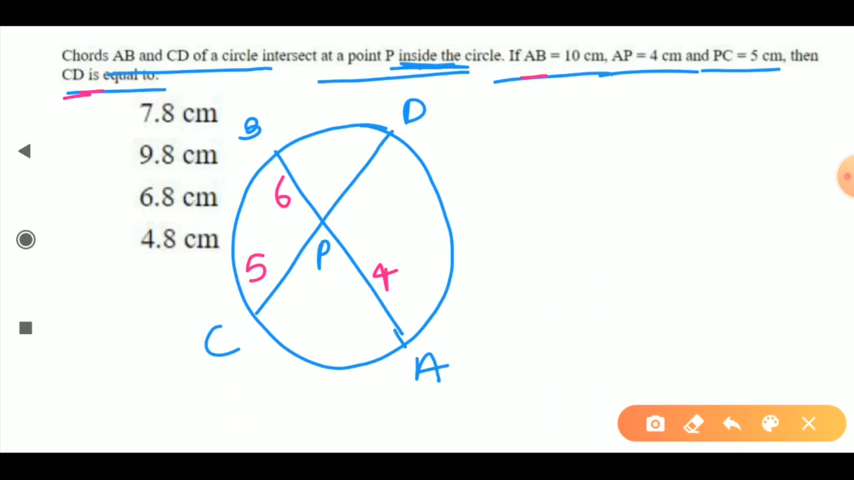 Chords AB and CD of a circle intersect at a point P inside the circle. If AB = 10 cm, AP = 4 cm and PC = 5 cm, then
CD is equal to.
7.8 cm
9.8 cm
6.8 cm
4.8 cm
B
D
6
P
5
4
C
A